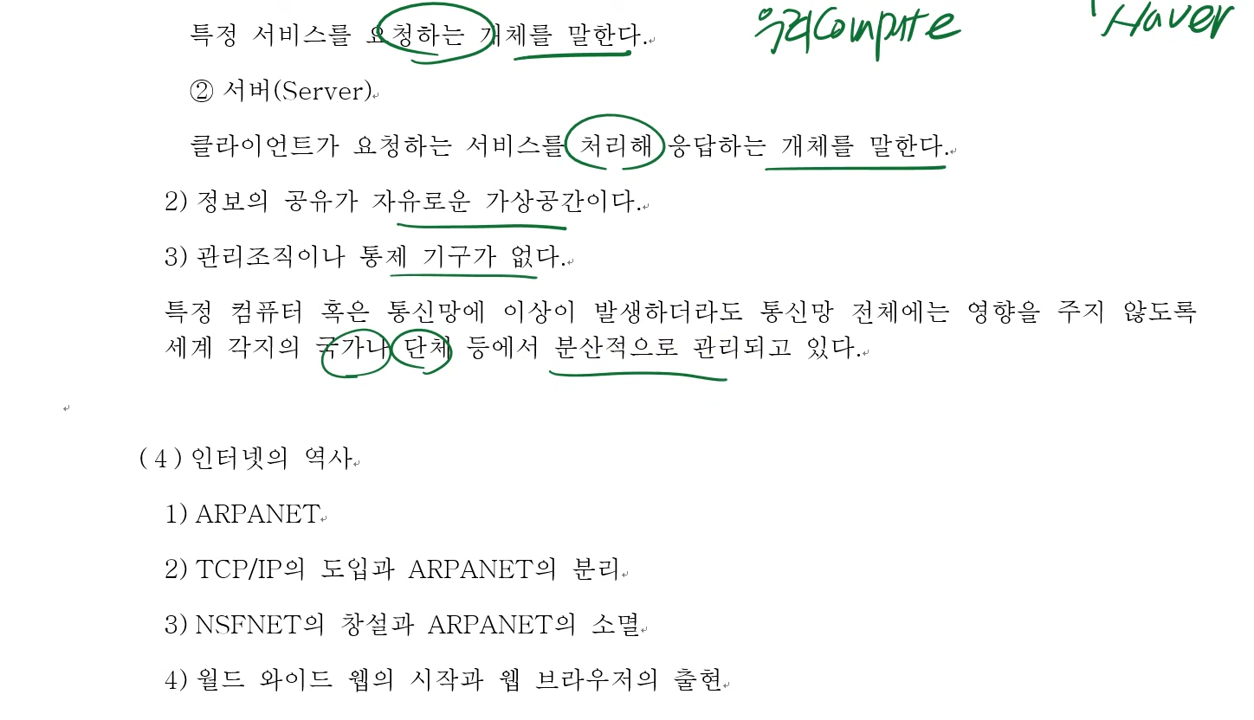 우리Compute
Naver
특정 서비스를 요청하는 개체를 말한다.
② 서버(Server)
클라이언트가 요청하는 서비스를 처리해 응답하는 개체를 말한다.
2) 정보의 공유가 자유로운 가상공간이다.
3) 관리조직이나 통제 기구가 없다.
특정 컴퓨터 혹은 통신망에 이상이 발생하더라도 통신망 전체에는 영향을 주지 않도록
세계 각지의 국가나 단체 등에서 분산적으로 관리되고 있다.
(4) 인터넷의 역사
1) ARPANET
2) TCP/IP의 도입과 ARPANET의 분리
3) NSFNET의 창설과 ARPANET의 소멸
4) 월드 와이드 웹의 시작과 웹 브라우저의 출현